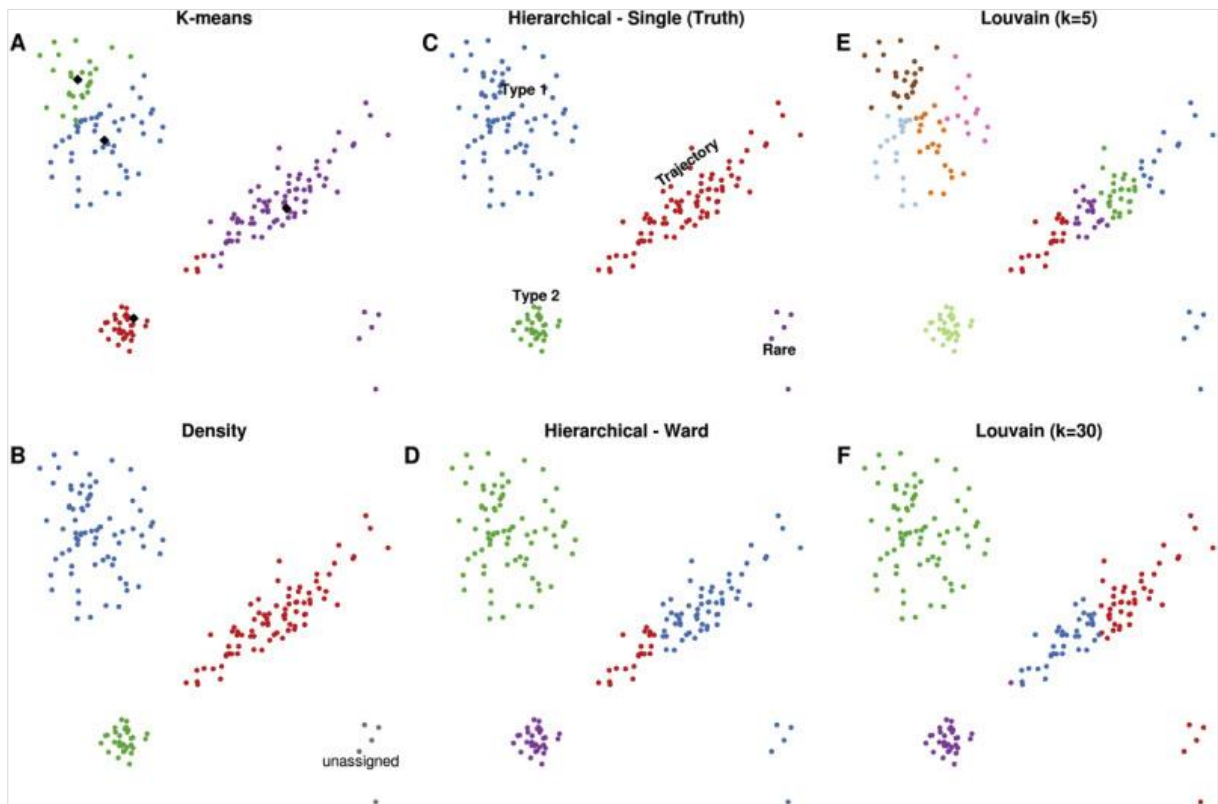 K-means
Hierarchical - Single (Truth)
Louvain (k=5)
A
C
E
Type 1
Trajectory
Type 2
Rare
Density
Hierarchical - Ward
Louvain (k=30)
B
D
F
unassigned